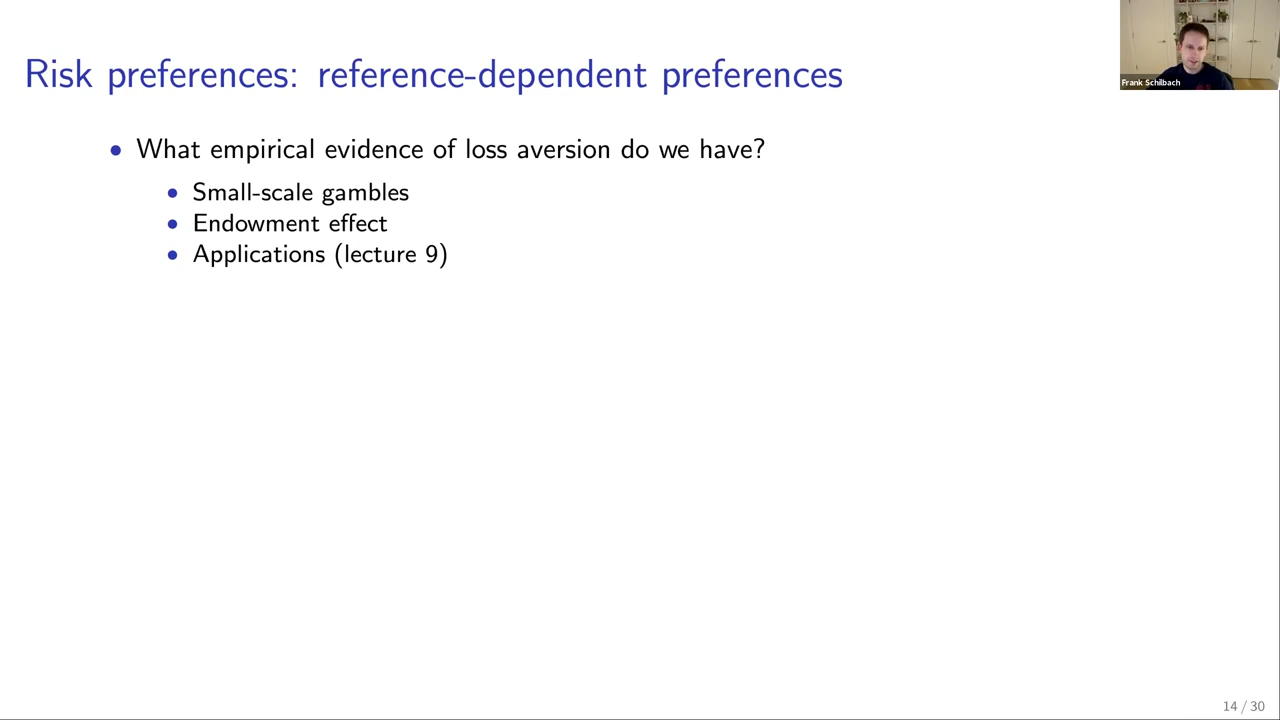 Risk preferences: reference-dependent preferences
Frank Schilbach
• What empirical evidence of loss aversion do we have?
• Small-scale gambles
• Endowment effect
• Applications (lecture 9)
14 / 30